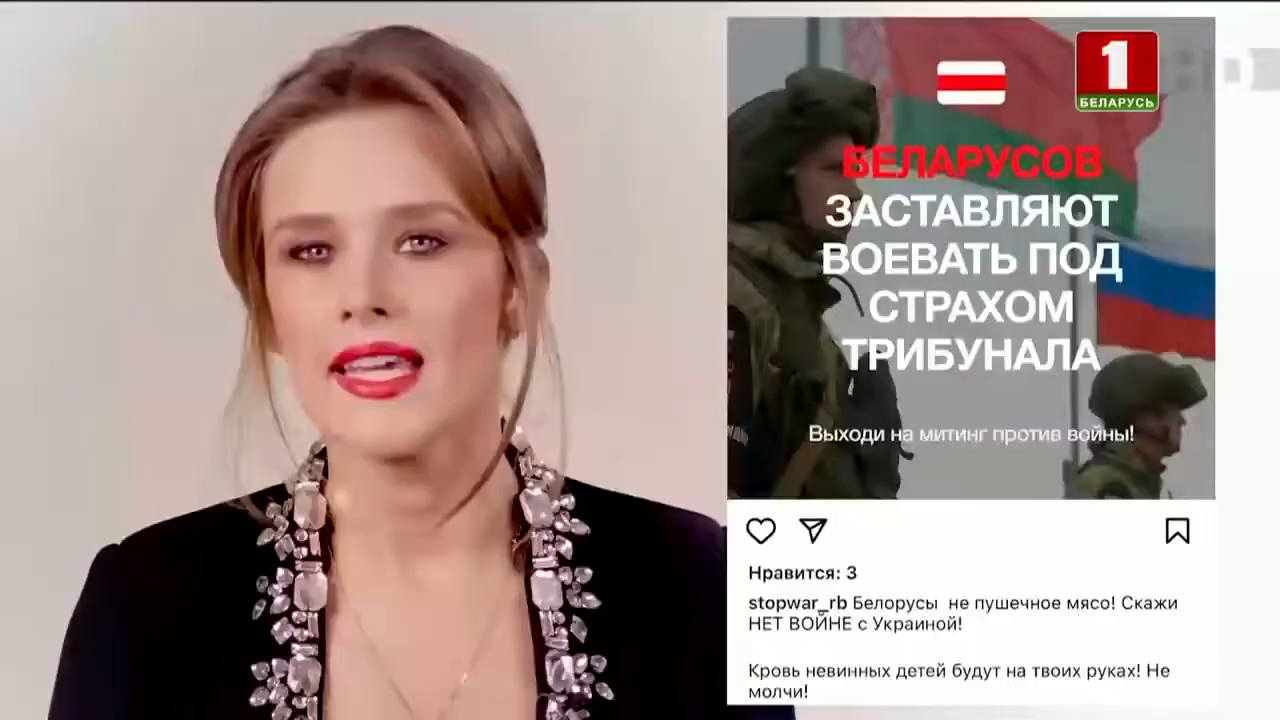 1
БЕЛАРУСЬ
БЕЛАРУСОВ
ЗАСТАВЛЯЮТ
ВОЕВАТЬ ПОД
СТРАХОМ
ТРИБУНАЛА
Выходи на митинг против войны!
Нравится: 3
stopwar_rb Белорусы не пушечное мясо! Скажи
НЕТ ВОЙНЕ с Украиной!
Кровь невинных детей будут на твоих руках! Не
молчи!